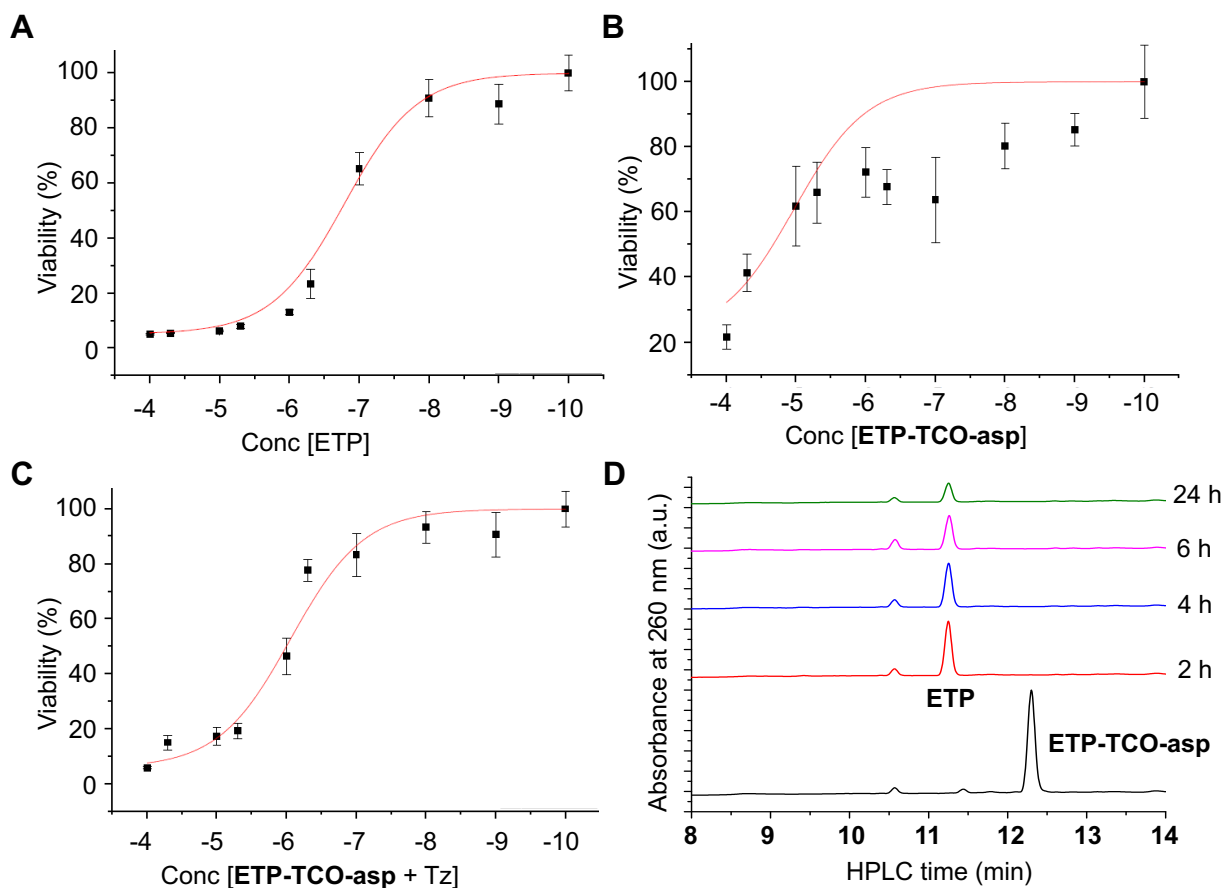 A
100
80
60
40
20
0
Viability (%)
-4 -5 -6 -7 -8 -9 -10
Conc [ETP]
B
100
80
60
40
20
Viability (%)
-4 -5 -6 -7 -8 -9 -10
Conc [ETP-TCO-asp]
C
100
80
60
40
20
0
Viability (%)
-4 -5 -6 -7 -8 -9 -10
Conc [ETP-TCO-asp + Tz]
D
Absorbance at 260 nm (a.u.)
24 h
6 h
4 h
2 h
ETP
ETP-TCO-asp
8 9 10 11 12 13 14
HPLC time (min)